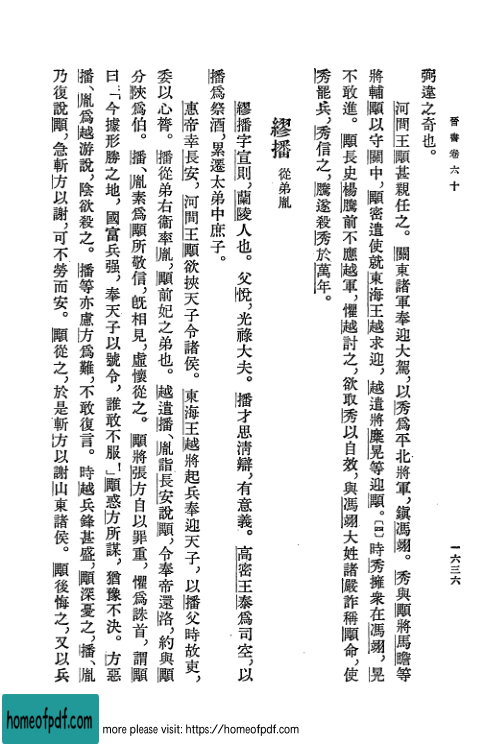 晉書卷六十
一六三六
弼違之奇也。
河間王顒甚親任之。關東諸軍奉迎大駕，以秀爲平北將軍，鎭馮翊。秀與顒將馬瞻等
將輔顒以守關中，顒密遣使就東海王越求迎，越遣將麋晃等迎顒。〔四〕時秀擁衆在馮翊，晃
不敢進。顒長史楊騰前不應越軍，懼越討之，欲取秀以自效，與馮翊大姓諸嚴詐稱顒命，使
秀罷兵，秀信之，騰遂殺秀於萬年。
繆播 從弟胤
繆播字宣則，蘭陵人也。父悅，光祿大夫。播才思淸辯，有意義。高密王泰爲司空，以
播爲祭酒，累遷太弟中庶子。
惠帝幸長安，河間王顒欲挾天子令諸侯。東海王越將起兵奉迎天子，以播父時故吏，
委以心膂。播從弟右衞率胤，顒前妃之弟也。越遣播、胤詣長安說顒，令奉帝還洛，約與顒
分陝爲伯。播、胤素爲顒所敬信，旣相見，虛懷從之。顒將張方自以罪重，懼爲誅首，謂顒
曰：「今據形勝之地，國富兵强，奉天子以號令，誰敢不服！」顒惑方所謀，猶豫不決。方惡
播、胤爲越游說，陰欲殺之。播等亦慮方爲難，不敢復言。時越兵鋒甚盛，顒深憂之，播、胤
乃復說顒，急斬方以謝，可不勞而安。顒從之，於是斬方以謝山東諸侯。顒後悔之，又以兵
homeofpdf.com
more please visit: https://homeofpdf.com